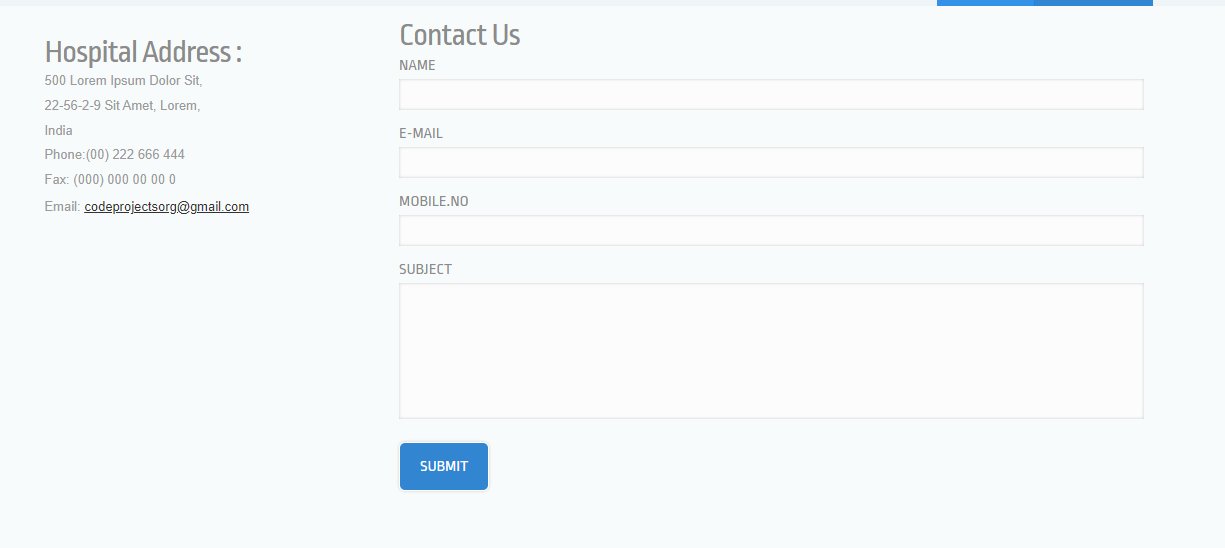 Hospital Address :
500 Lorem Ipsum Dolor Sit,
22-56-2-9 Sit Amet, Lorem,
India
Phone:(00) 222 666 444
Fax: (000) 000 00 00 0
Email: codeprojectsorg@gmail.com
Contact Us
NAME
E-MAIL
MOBILE.NO
SUBJECT
SUBMIT